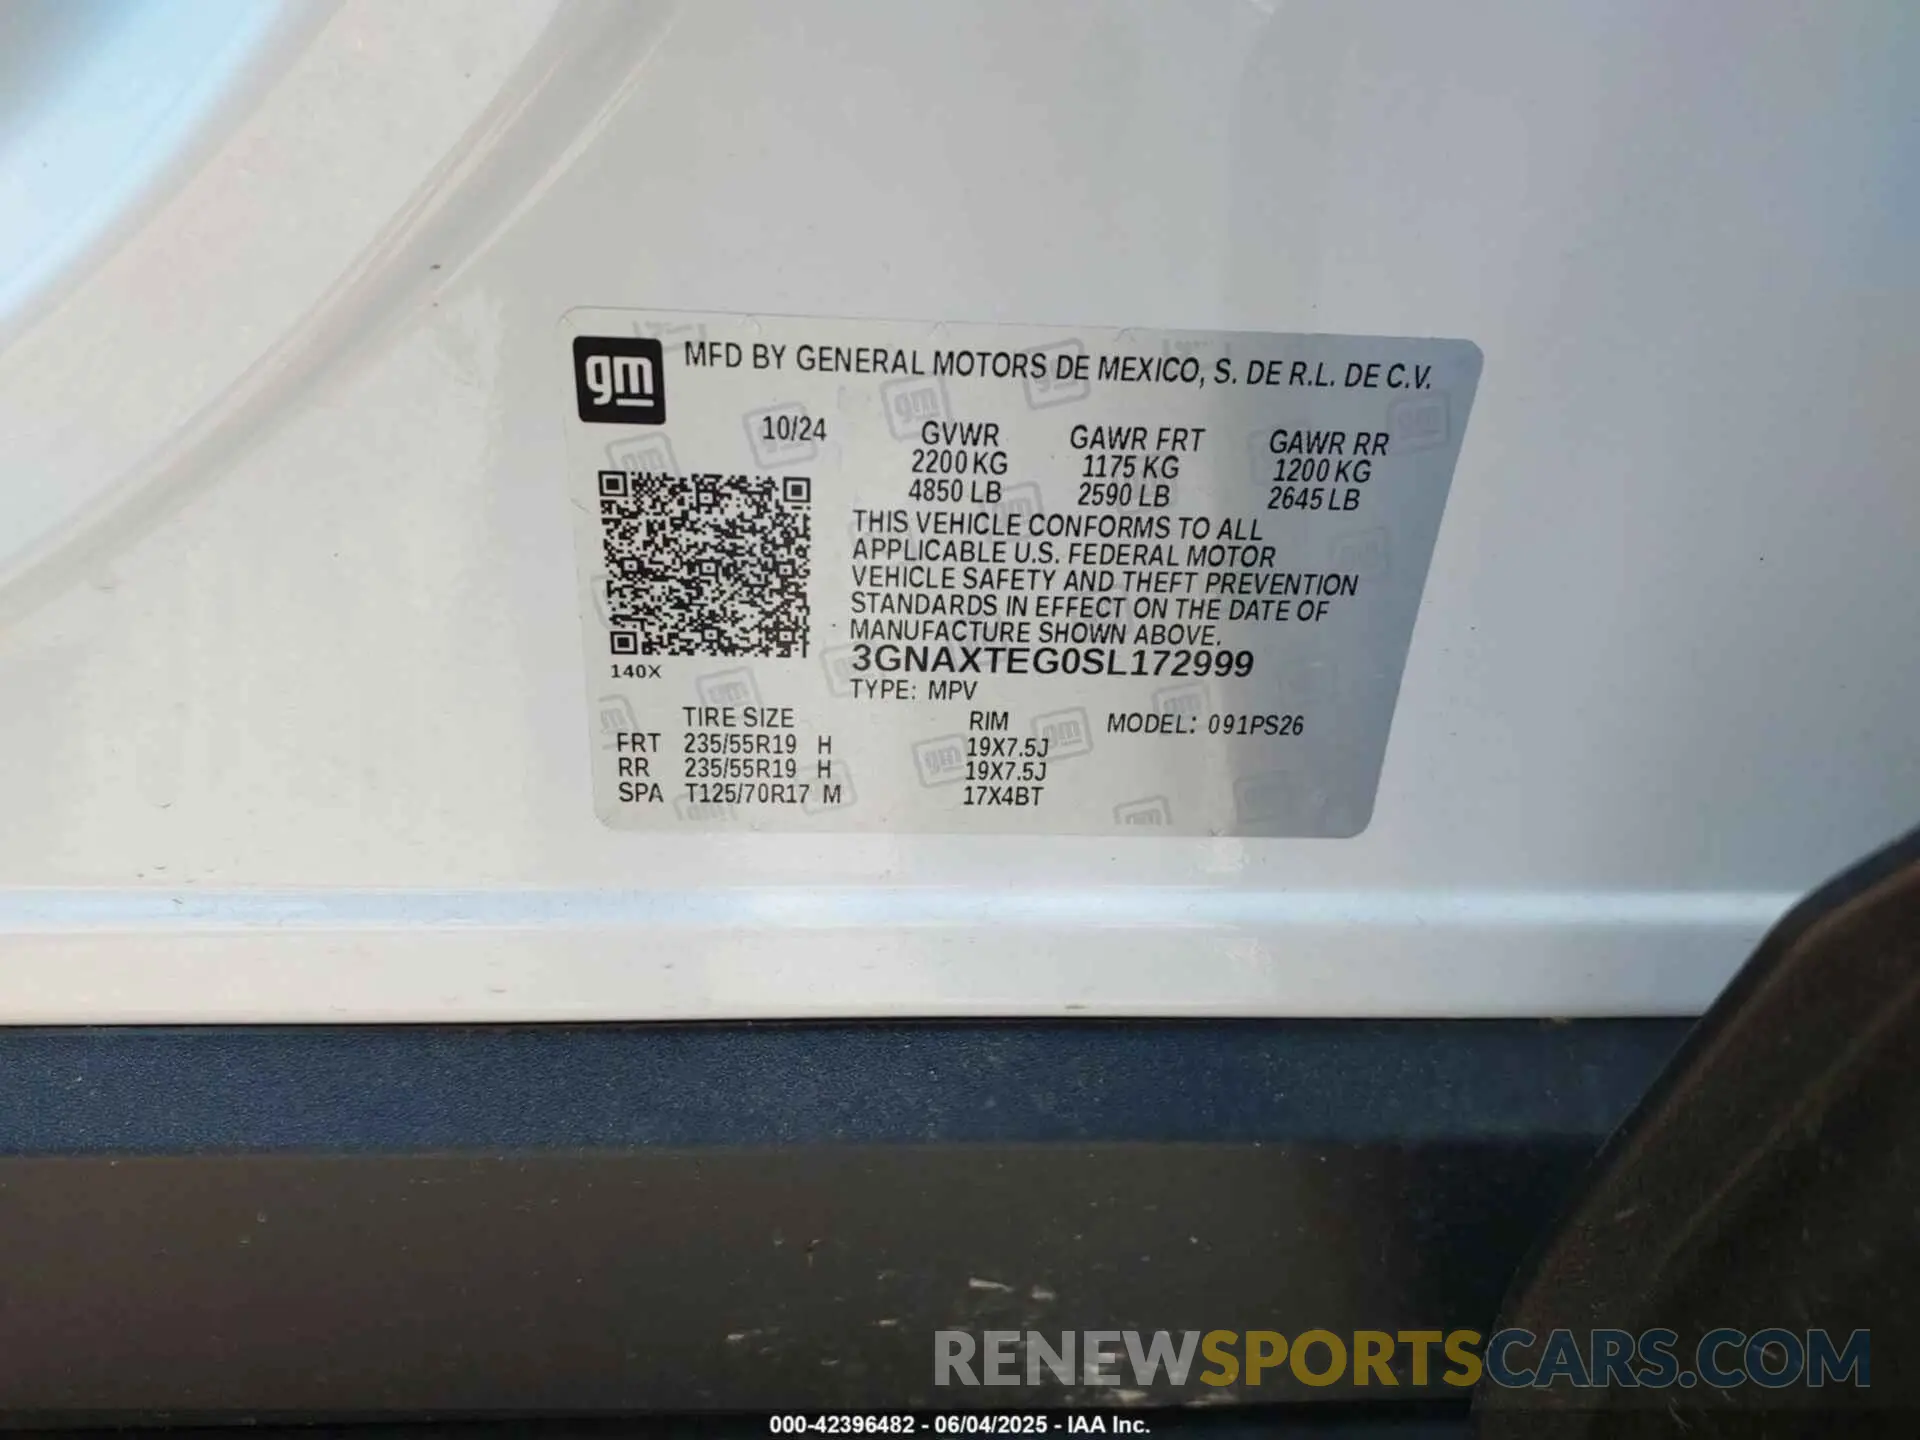 gm MFD BY GENERAL MOTORS DE MEXICO, S. DE R.L. DE C.V.
10/24 GVWR GAWR FRT GAWR RR
2200 KG 1175 KG 1200 KG
4850 LB 2590 LB 2645 LB
THIS VEHICLE CONFORMS TO ALL
APPLICABLE U.S. FEDERAL MOTOR
VEHICLE SAFETY AND THEFT PREVENTION
STANDARDS IN EFFECT ON THE DATE OF
MANUFACTURE SHOWN ABOVE.
3GNAXTEG0SL172999
140X
TYPE: MPV
TIRE SIZE RIM MODEL: 091PS26
FRT 235/55R19 H 19X7.5J
RR 235/55R19 H 19X7.5J
SPA T125/70R17 M 17X4BT
RENEWSPORTSCARS.COM
000-42396482 - 06/04/2025 - IAA Inc.